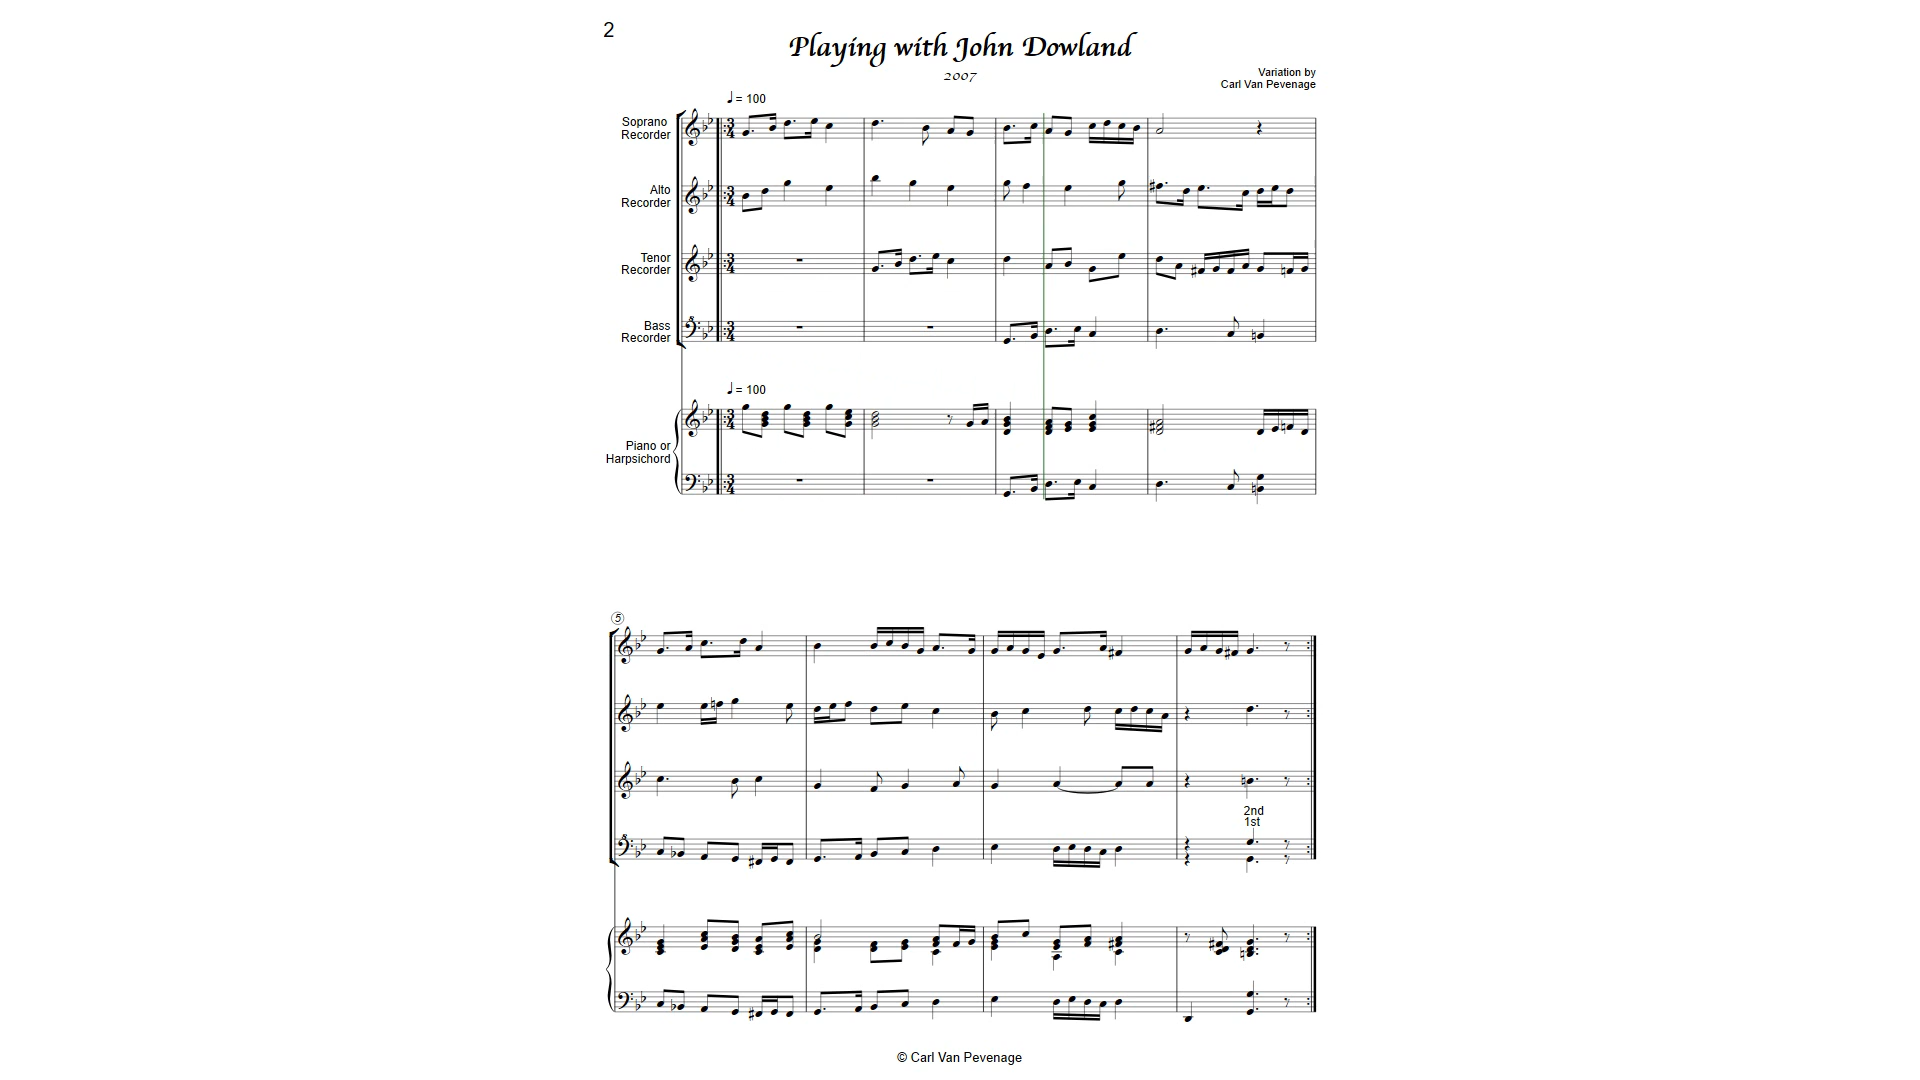 2
Playing with John Dowland
2007
Variation by
Carl Van Pevenage
♩ = 100
Soprano
Recorder
Alto
Recorder
Tenor
Recorder
Bass
Recorder
♩ = 100
Piano or
Harpsichord
5
2nd
1st
© Carl Van Pevenage